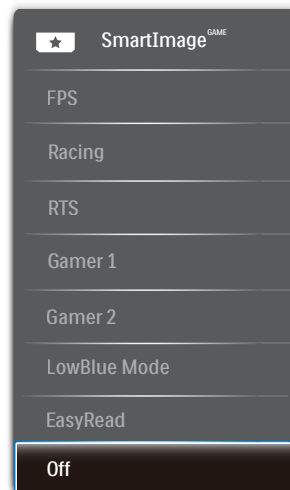 SmartImage GAME
FPS
Racing
RTS
Gamer 1
Gamer 2
LowBlue Mode
EasyRead
Off